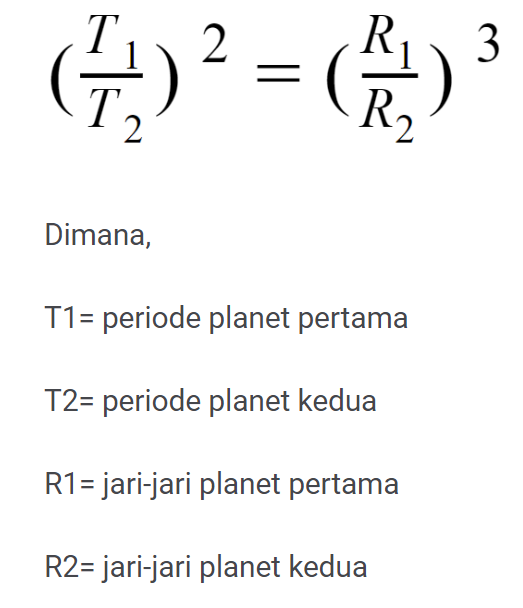 (T₁/T₂)² = (R₁/R₂)³
Dimana,
T1= periode planet pertama
T2= periode planet kedua
R1= jari-jari planet pertama
R2= jari-jari planet kedua